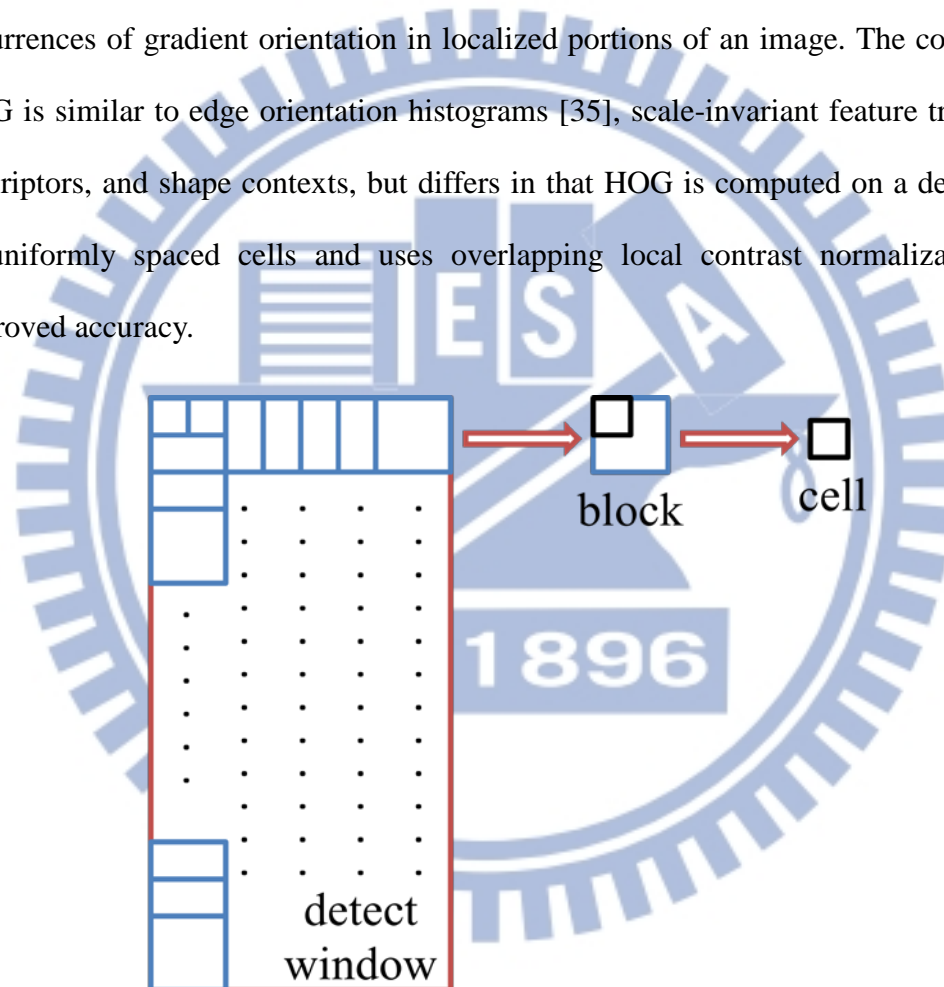 urrences of gradient orientation in localized portions of an image. The co
G is similar to edge orientation histograms [35], scale-invariant feature tr
riptors, and shape contexts, but differs in that HOG is computed on a de
uniformly spaced cells and uses overlapping local contrast normaliza
roved accuracy.
E S A
block
cell
1896
detect
window